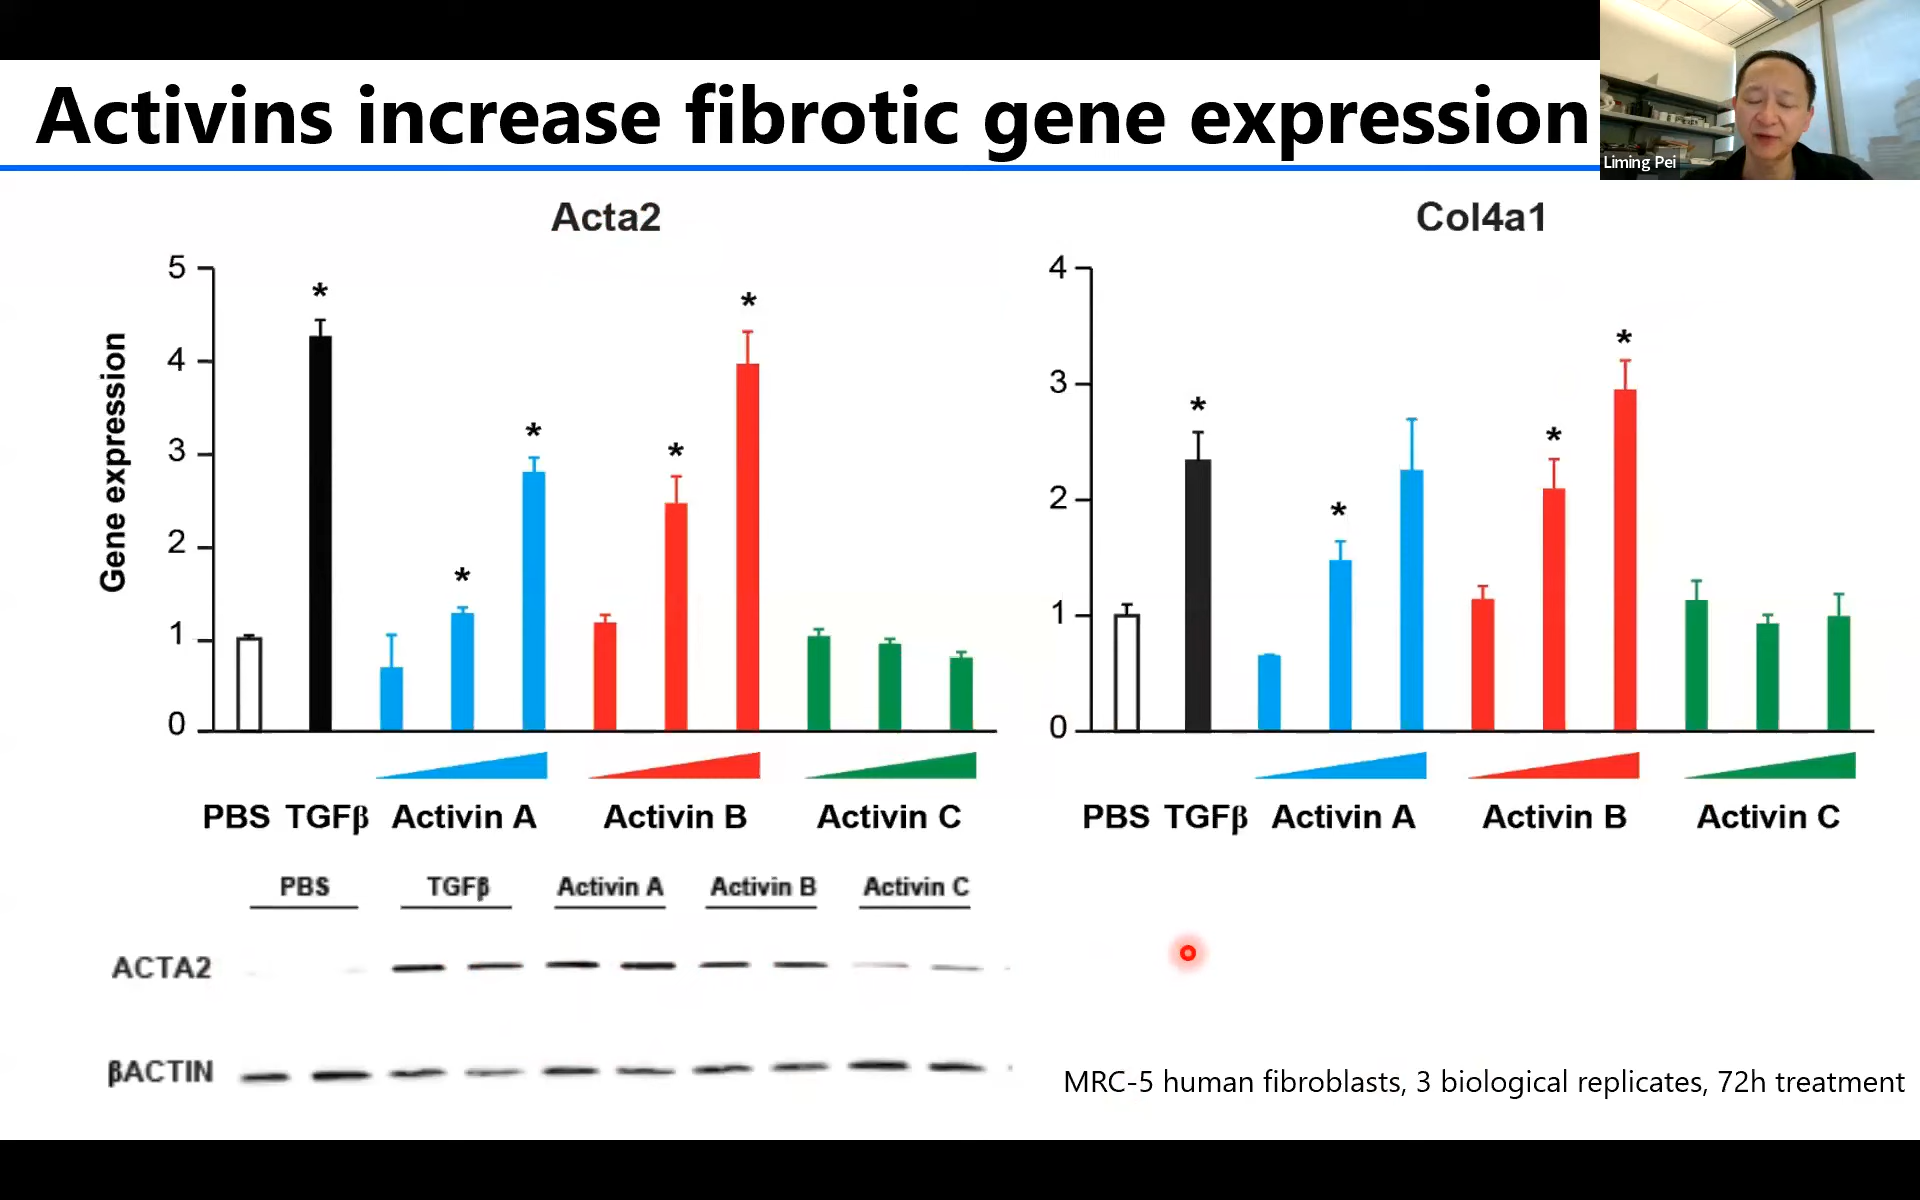 Activins increase fibrotic gene expression
Liming Pei
Acta2
Gene expression
5
4
3
2
1
0
*
*
*
*
*
PBS TGFβ Activin A Activin B Activin C
Col4a1
4
3
2
1
0
*
*
*
*
PBS TGFβ Activin A Activin B Activin C
PBS TGFβ Activin A Activin B Activin C
ACTA2
βACTIN
MRC-5 human fibroblasts, 3 biological replicates, 72h treatment